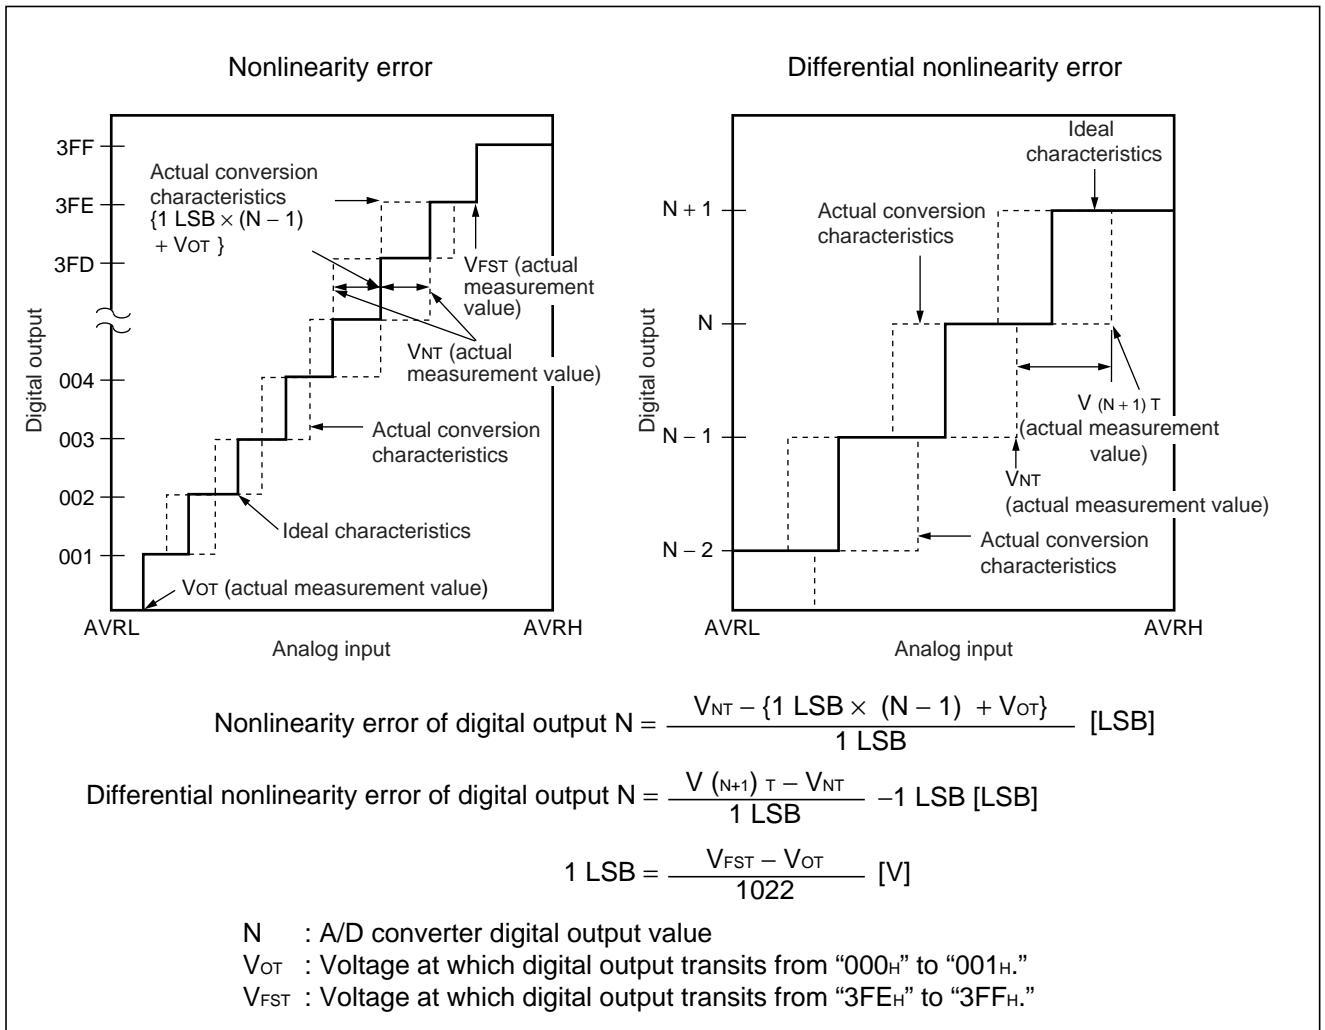 Nonlinearity error
3FF
3FE
3FD
004
003
002
001
Digital output
Actual conversion
characteristics
{1 LSB × (N − 1)
+ VOT }
VFST (actual
measurement
value)
VNT (actual
measurement value)
Actual conversion
characteristics
Ideal characteristics
VOT (actual measurement value)
AVRL
AVRH
Analog input
Differential nonlinearity error
N + 1
N
N − 1
N − 2
Digital output
Ideal
characteristics
Actual conversion
characteristics
V (N + 1) T
(actual measurement
value)
VNT
(actual measurement value)
Actual conversion
characteristics
AVRL
AVRH
Analog input
Nonlinearity error of digital output N = VNT − {1 LSB × (N − 1) + VOT} / 1 LSB [LSB]
Differential nonlinearity error of digital output N = V (N+1) T − VNT / 1 LSB −1 LSB [LSB]
1 LSB = VFST − VOT / 1022 [V]
N : A/D converter digital output value
VOT : Voltage at which digital output transits from “000H” to “001H.”
VFST : Voltage at which digital output transits from “3FEH” to “3FFH.”